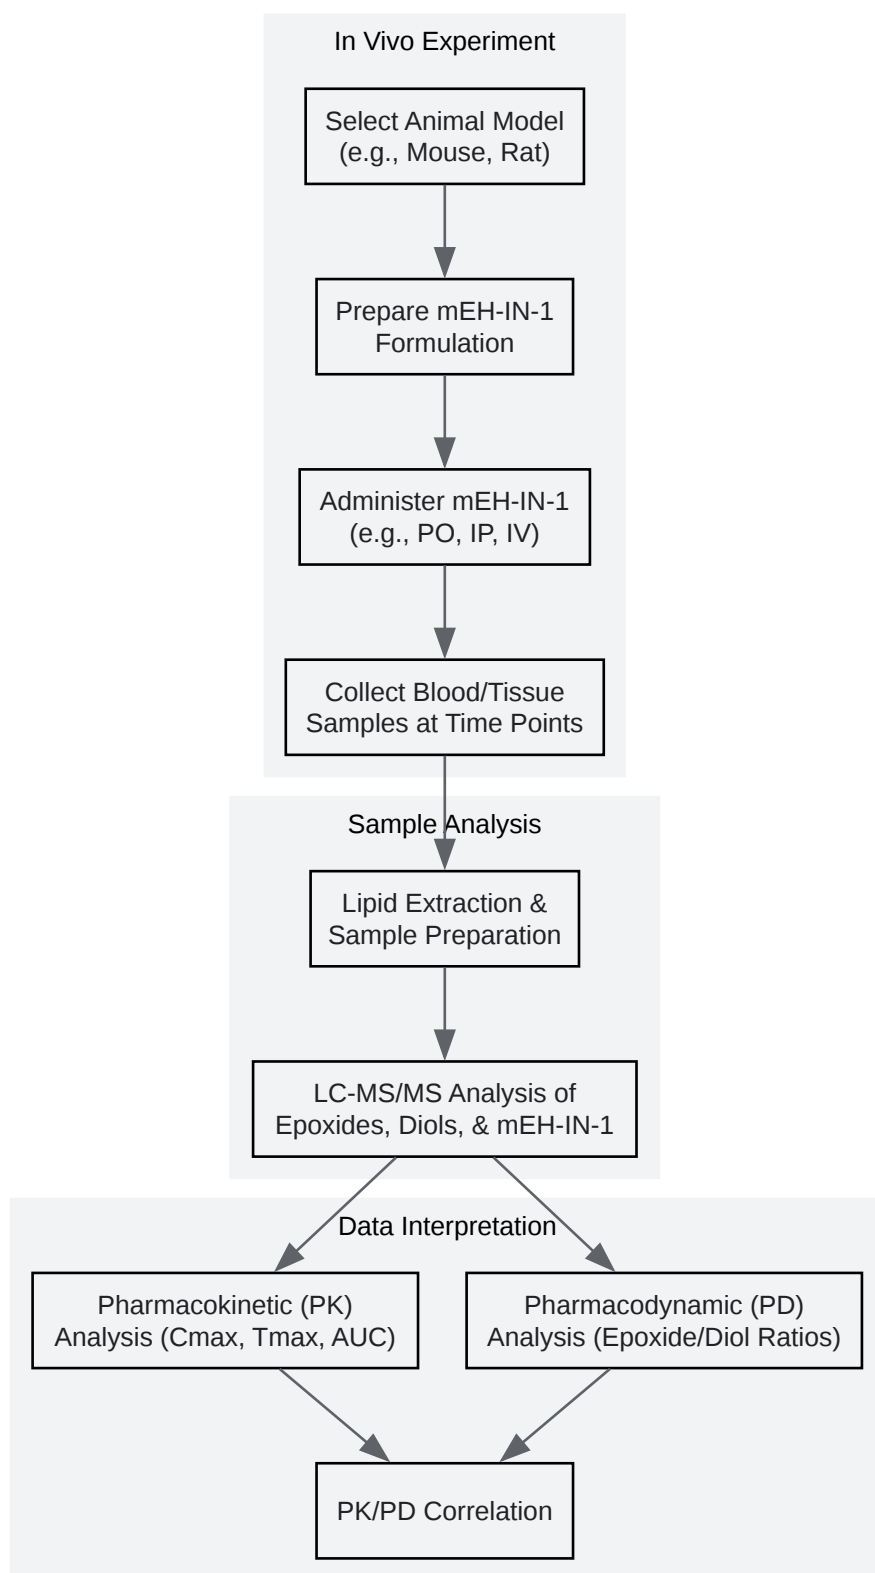 In Vivo Experiment
Select Animal Model
(e.g., Mouse, Rat)
Prepare mEH-IN-1
Formulation
Administer mEH-IN-1
(e.g., PO, IP, IV)
Collect Blood/Tissue
Samples at Time Points
Sample Analysis
Lipid Extraction &
Sample Preparation
LC-MS/MS Analysis of
Epoxides, Diols, & mEH-IN-1
Data Interpretation
Pharmacokinetic (PK)
Analysis (Cmax, Tmax, AUC)
Pharmacodynamic (PD)
Analysis (Epoxide/Diol Ratios)
PK/PD Correlation